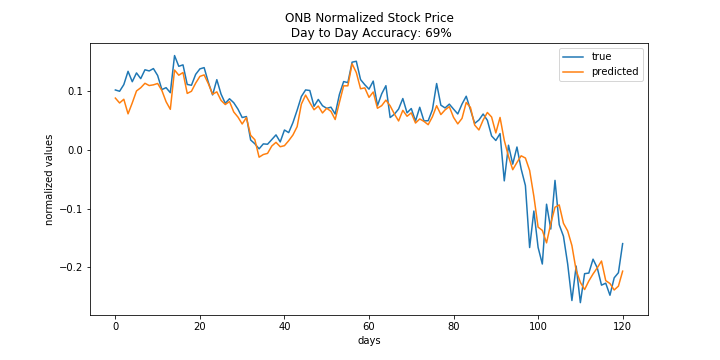 ONB Normalized Stock Price
Day to Day Accuracy: 69%
true
predicted
normalized values
0.1
0.0
−0.1
−0.2
0
20
40
60
80
100
120
days